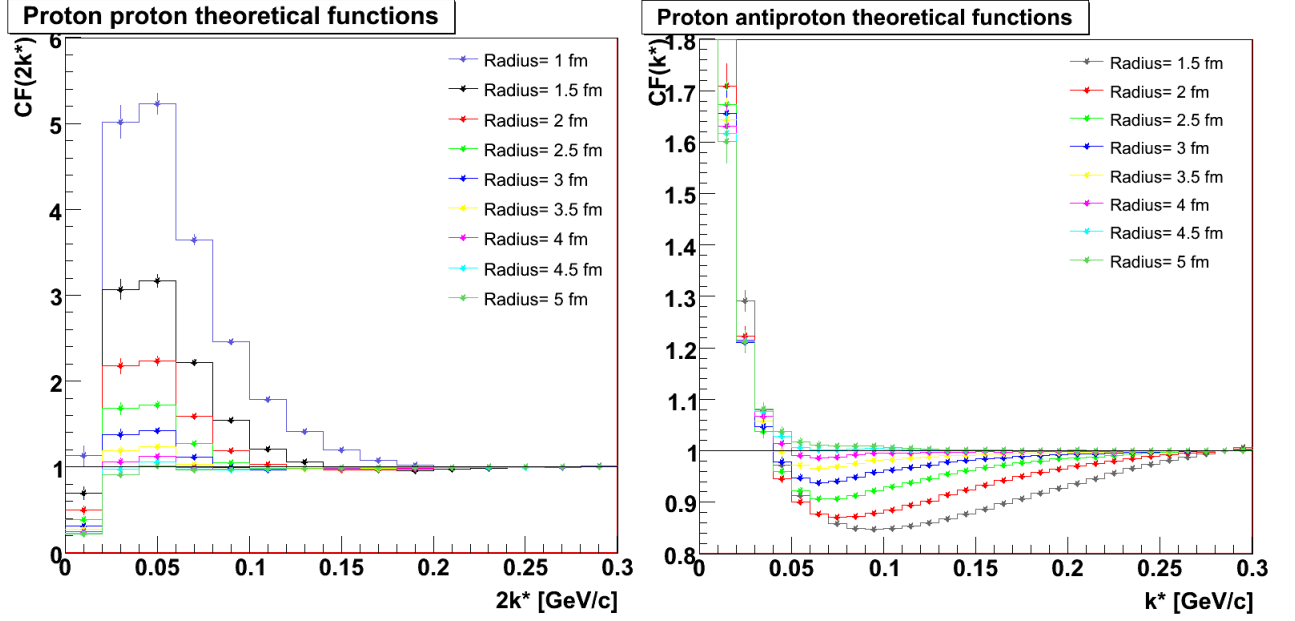 Proton proton theoretical functions
CF(2k*)
6
5
4
3
2
1
0
0
0.05
0.1
0.15
0.2
0.25
0.3
2k* [GeV/c]
Radius= 1 fm
Radius= 1.5 fm
Radius= 2 fm
Radius= 2.5 fm
Radius= 3 fm
Radius= 3.5 fm
Radius= 4 fm
Radius= 4.5 fm
Radius= 5 fm
Proton antiproton theoretical functions
CF(k*)
1.8
1.7
1.6
1.5
1.4
1.3
1.2
1.1
1
0.9
0.8
0
0.05
0.1
0.15
0.2
0.25
0.3
k* [GeV/c]
Radius= 1.5 fm
Radius= 2 fm
Radius= 2.5 fm
Radius= 3 fm
Radius= 3.5 fm
Radius= 4 fm
Radius= 4.5 fm
Radius= 5 fm